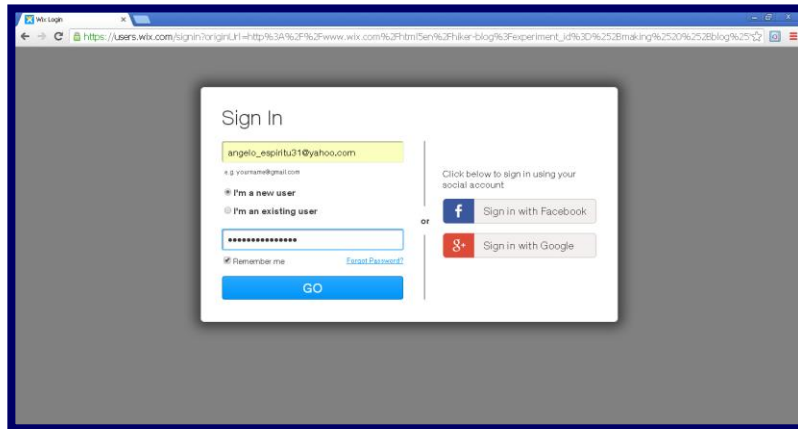 Wix Login
https://users.wix.com/signin?originUrl=http%3A%2F%2Fwww.wix.com%2Fhtml5en%2Fhiker-blog%3Fexperiment_id%3D%252Bmaking%2520%252Bblog%25
Sign In
angelo_espiritu31@yahoo.com
e.g. yourname@gmail.com
I'm a new user
I'm an existing user
Remember me
Forgot Password?
GO
or
Click below to sign in using your
social account
f Sign in with Facebook
8+ Sign in with Google